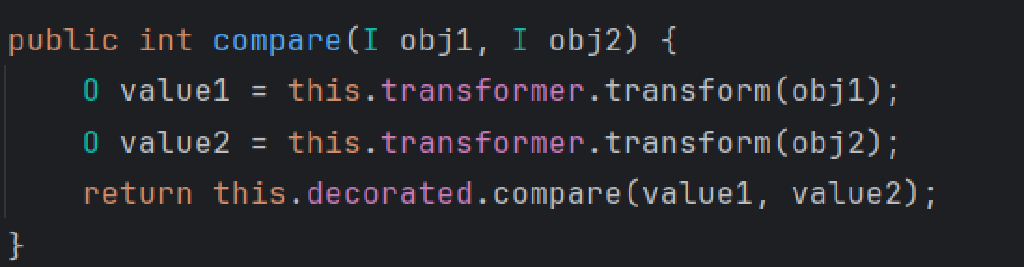 public int compare(I obj1, I obj2) {
    O value1 = this.transformer.transform(obj1);
    O value2 = this.transformer.transform(obj2);
    return this.decorated.compare(value1, value2);
}